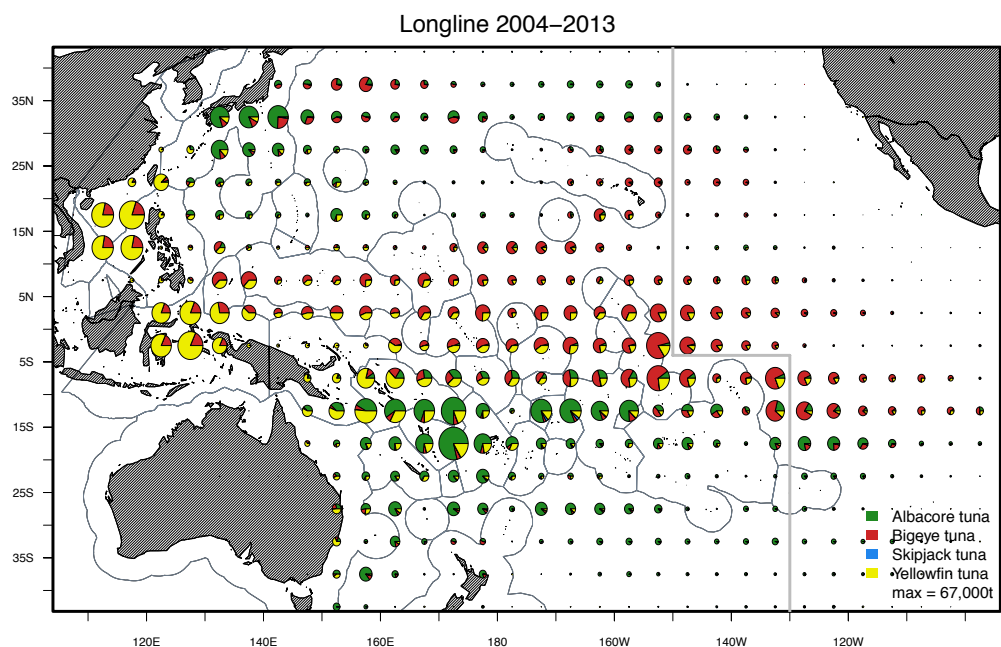 Longline 2004−2013
35N
25N
15N
5N
5S
15S
25S
35S
Albacore tuna
Bigeye tuna
Skipjack tuna
Yellowfin tuna
max = 67,000t
120E
140E
160E
180
160W
140W
120W